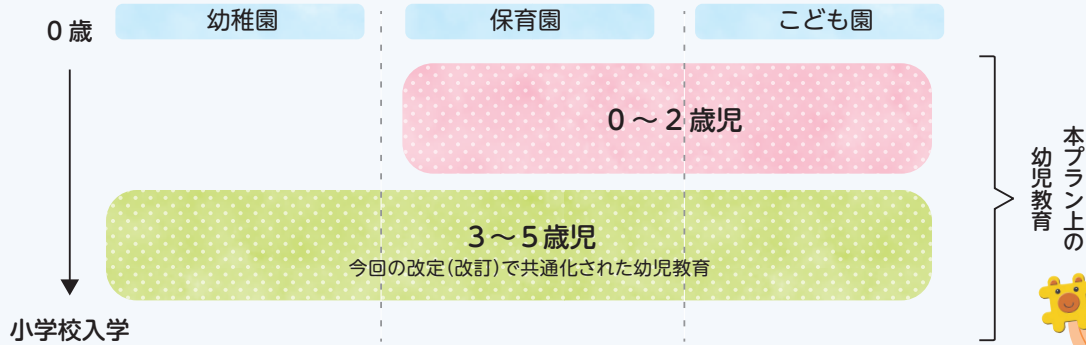 0歳
幼稚園
保育園
こども園
0～2歳児
3～5歳児
今回の改定(改訂)で共通化された幼児教育
小学校入学
本プラン上の
幼児教育